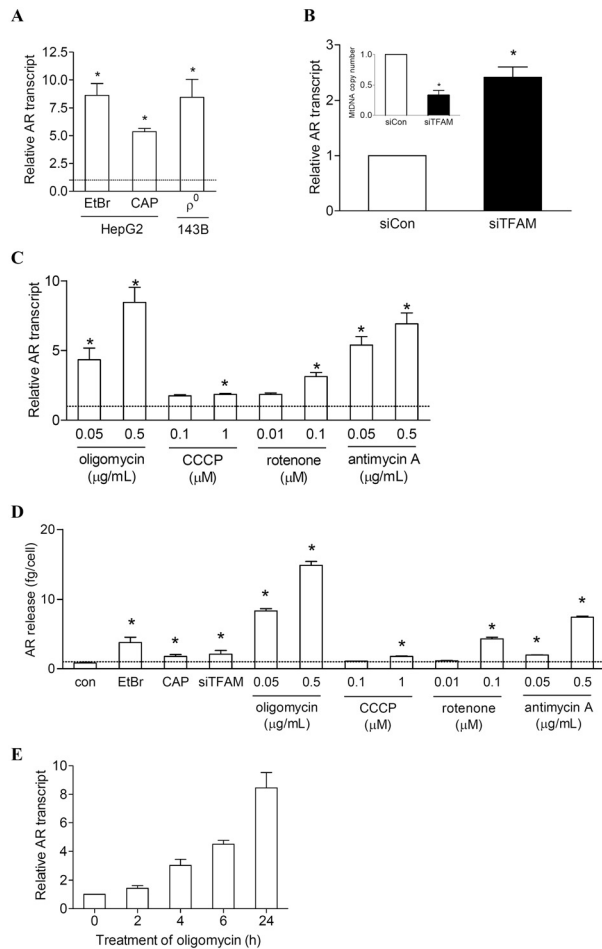 A
Relative AR transcript
12.5
10.0
7.5
5.0
2.5
0.0
* * *
EtBr CAP ρ0
HepG2 143B
B
Relative AR transcript
3
2
1
0
*
MtDNA copy number
1.0
0.5
0.0
*
siCon siTFAM
siCon siTFAM
C
Relative AR transcript
10
5
0
* * * * * *
0.05 0.5 0.1 1 0.01 0.1 0.05 0.5
oligomycin CCCP rotenone antimycin A
(μg/mL) (μM) (μM) (μg/mL)
D
AR release (fg/cell)
20
10
0
* * * * * * * * *
con EtBr CAP siTFAM 0.05 0.5 0.1 1 0.01 0.1 0.05 0.5
oligomycin CCCP rotenone antimycin A
(μg/mL) (μM) (μM) (μg/mL)
E
Relative AR transcript
10
8
6
4
2
0
0 2 4 6 24
Treatment of oligomycin (h)